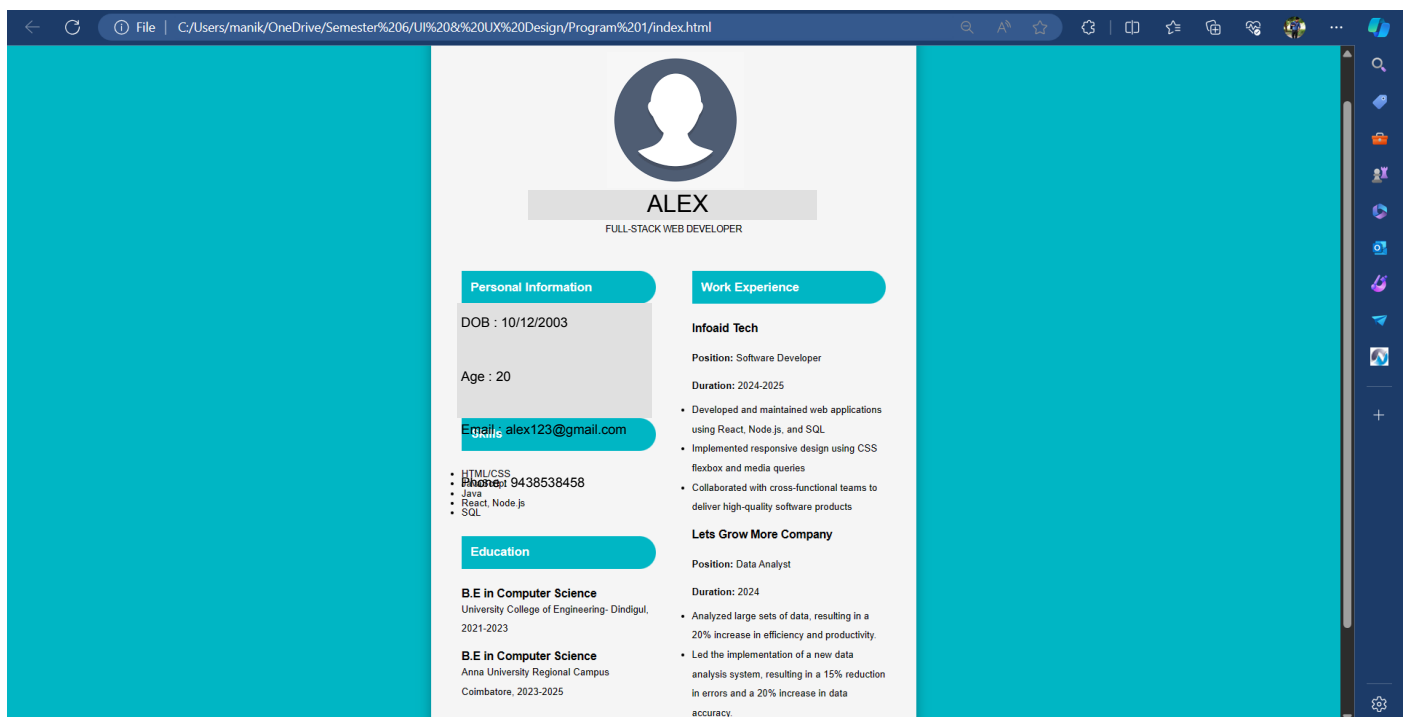 File
C:/Users/manik/OneDrive/Semester%206/UI%20&%20UX%20Design/Program%201/index.html
ALEX
FULL-STACK WEB DEVELOPER
Personal Information
DOB : 10/12/2003
Age : 20
Email : alex123@gmail.com
Skills
HTML/CSS
Phone : 9438538458
JavaScript
Java
React, Node.js
SQL
Education
B.E in Computer Science
University College of Engineering- Dindigul,
2021-2023
B.E in Computer Science
Anna University Regional Campus
Coimbatore, 2023-2025
Work Experience
Infoaid Tech
Position: Software Developer
Duration: 2024-2025
Developed and maintained web applications
using React, Node.js, and SQL
Implemented responsive design using CSS
flexbox and media queries
Collaborated with cross-functional teams to
deliver high-quality software products
Lets Grow More Company
Position: Data Analyst
Duration: 2024
Analyzed large sets of data, resulting in a
20% increase in efficiency and productivity.
Led the implementation of a new data
analysis system, resulting in a 15% reduction
in errors and a 20% increase in data
accuracy.